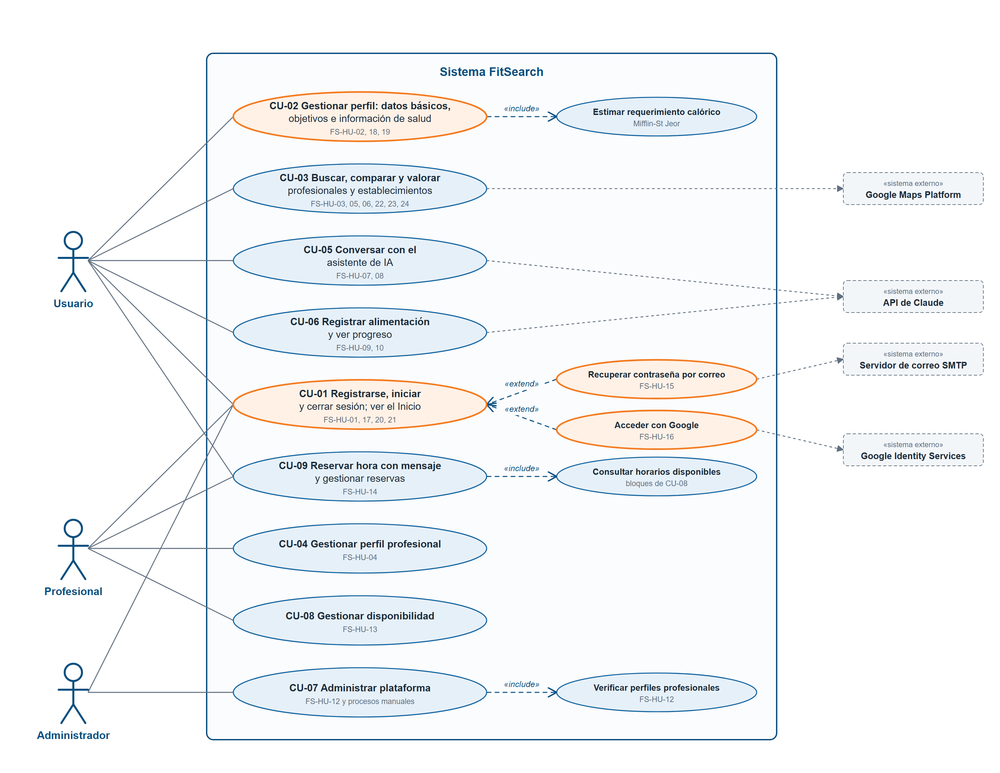 Sistema FitSearch
CU-02 Gestionar perfil: datos básicos,
objetivos e información de salud
FS-HU-02, 18, 19
«include»
Estimar requerimiento calórico
Mifflin-St Jeor
CU-03 Buscar, comparar y valorar
profesionales y establecimientos
FS-HU-03, 05, 06, 22, 23, 24
«sistema externo»
Google Maps Platform
CU-05 Conversar con el
asistente de IA
FS-HU-07, 08
Usuario
«sistema externo»
API de Claude
CU-06 Registrar alimentación
y ver progreso
FS-HU-09, 10
«sistema externo»
Servidor de correo SMTP
CU-01 Registrarse, iniciar
y cerrar sesión; ver el Inicio
FS-HU-01, 17, 20, 21
«extend»
Recuperar contraseña por correo
FS-HU-15
«extend»
Acceder con Google
FS-HU-16
«sistema externo»
Google Identity Services
CU-09 Reservar hora con mensaje
y gestionar reservas
FS-HU-14
«include»
Consultar horarios disponibles
bloques de CU-08
CU-04 Gestionar perfil profesional
FS-HU-04
Profesional
CU-08 Gestionar disponibilidad
FS-HU-13
CU-07 Administrar plataforma
FS-HU-12 y procesos manuales
«include»
Verificar perfiles profesionales
FS-HU-12
Administrador